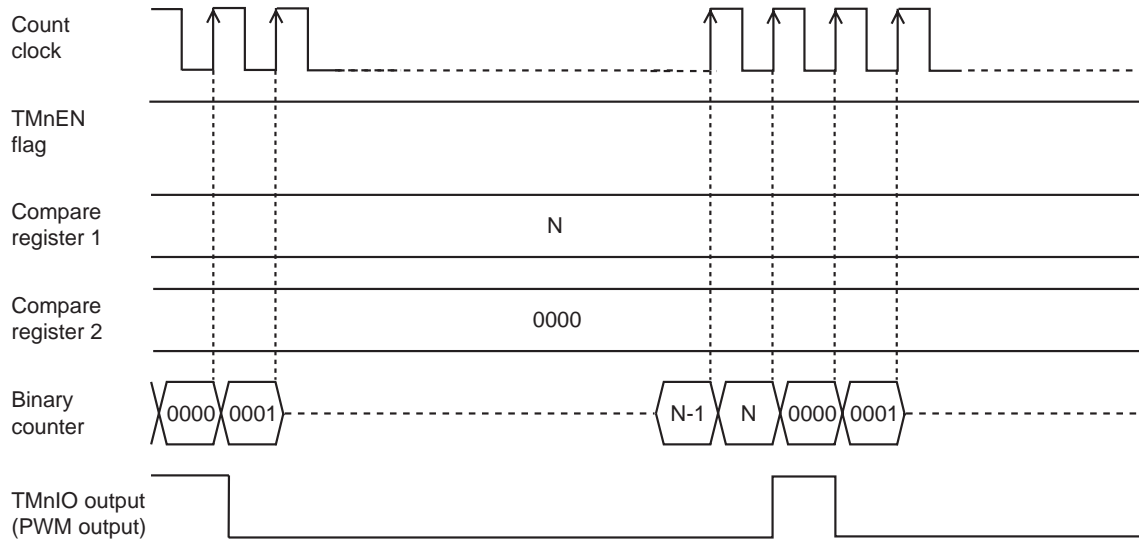 Count
clock
TMnEN
flag
Compare
register 1
N
Compare
register 2
0000
Binary
counter
0000 0001 N-1 N 0000 0001
TMnIO output
(PWM output)